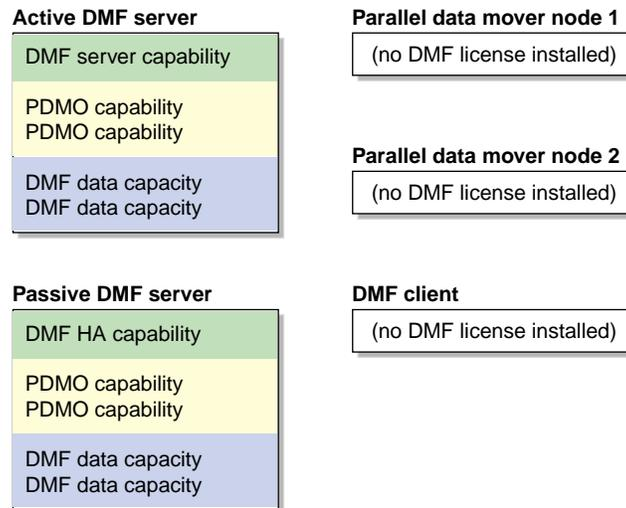 Active DMF server
DMF server capability
PDMO capability
PDMO capability
DMF data capacity
DMF data capacity
Parallel data mover node 1
(no DMF license installed)
Parallel data mover node 2
(no DMF license installed)
Passive DMF server
DMF HA capability
PDMO capability
PDMO capability
DMF data capacity
DMF data capacity
DMF client
(no DMF license installed)